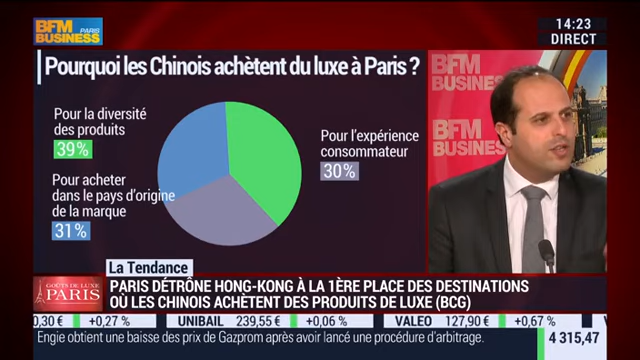 BFM
BUSINESS
PARIS
14:23
DIRECT
Pourquoi les Chinois achètent du luxe à Paris ?
Pour la diversité
des produits
39%
Pour l'expérience
consommateur
30%
Pour acheter
dans le pays d'origine
de la marque
31%
BFM
BUSINESS
BFM
BUSINESS
La Tendance
GOÛTS DE LUXE
PARIS
PARIS DÉTRÔNE HONG-KONG À LA 1ÈRE PLACE DES DESTINATIONS
OÙ LES CHINOIS ACHÈTENT DES PRODUITS DE LUXE (BCG)
0,30 € +0,27% UNIBAIL 239,55 € +0,06% VALEO 127,90 € +0,67%
Engie obtient une baisse des prix de Gazprom après avoir lancé une procédure d'arbitrage.
4 315,47